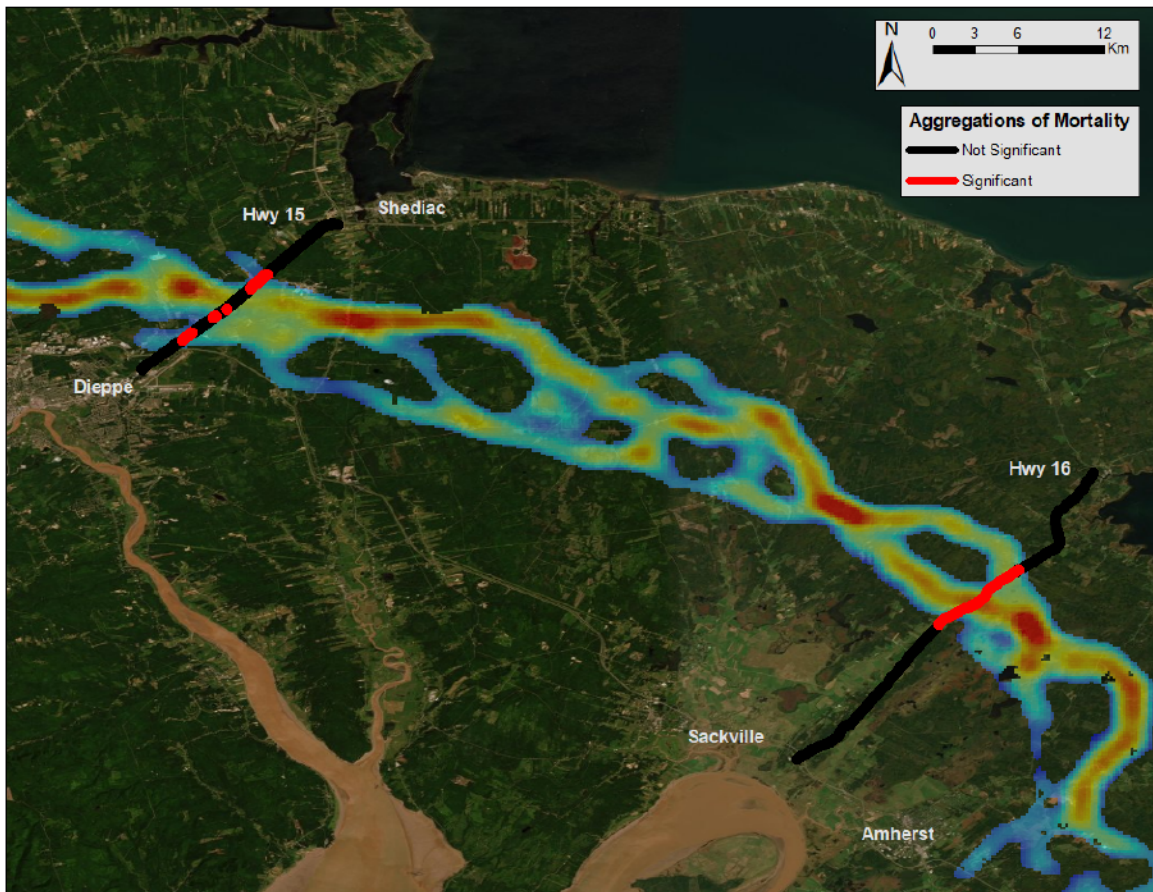 N
0 3 6 12
Km
Aggregations of Mortality
Not Significant
Significant
Hwy 15
Shediac
Dieppe
Hwy 16
Sackville
Amherst